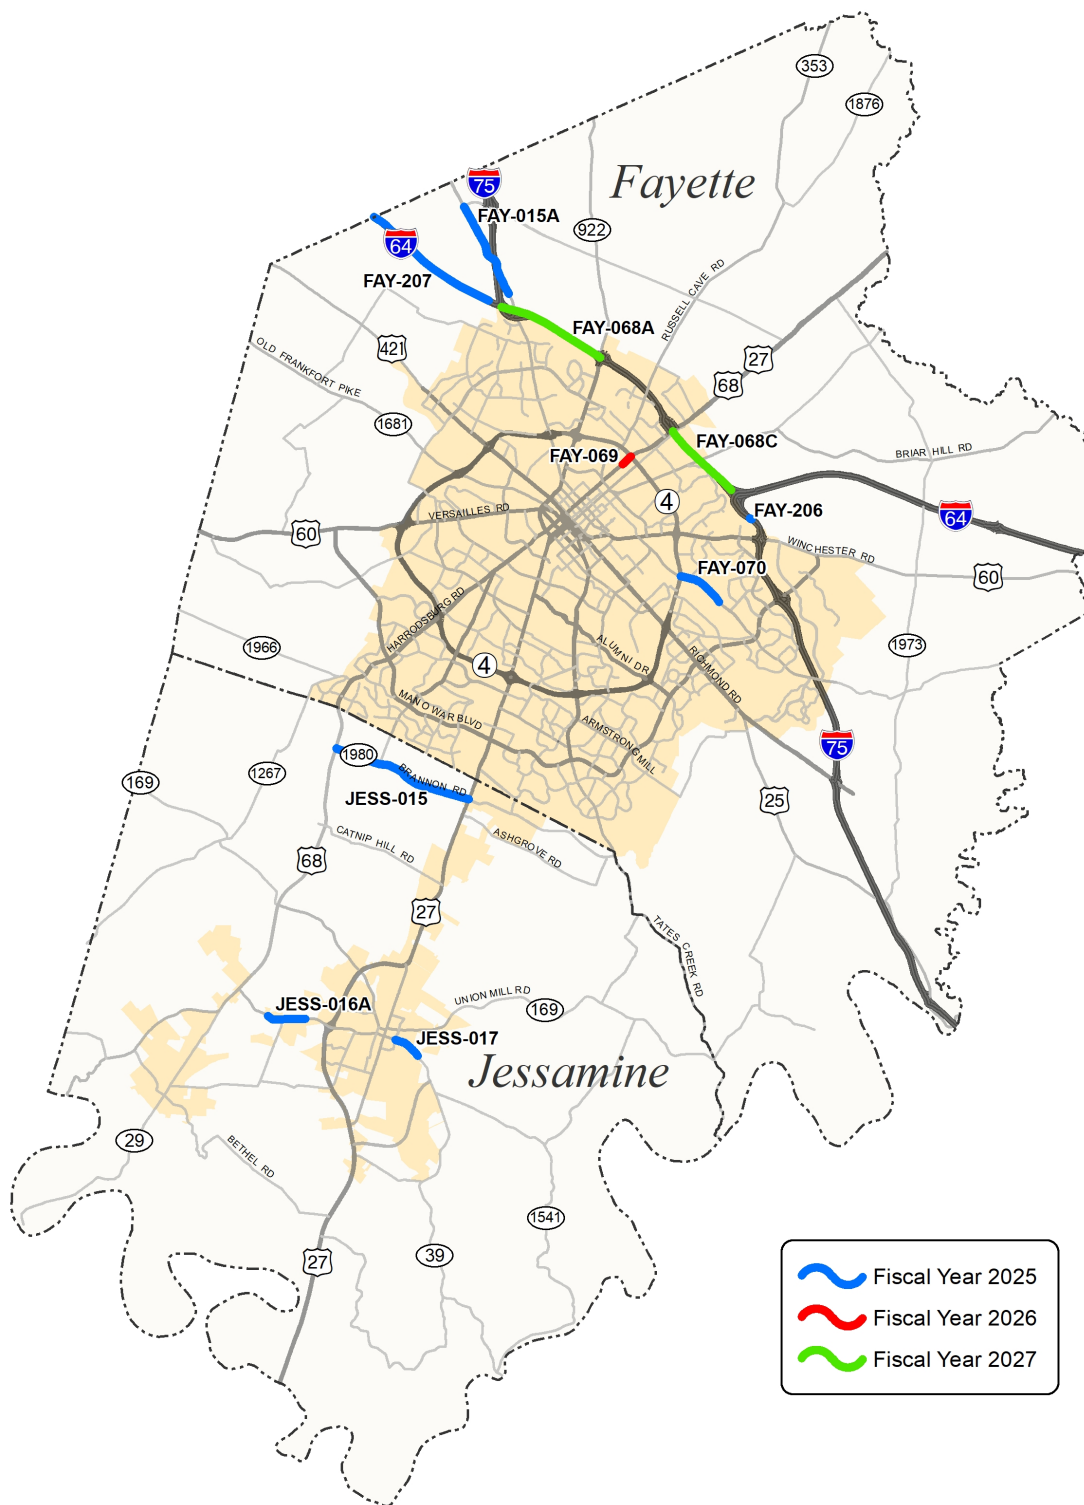 353
1876
75
Fayette
FAY-015A
922
64
FAY-207
RUSSELL CAVE RD
FAY-068A
421
27
68
OLD FRANKFORT PIKE
1681
FAY-068C
FAY-069
BRIAR HILL RD
4
FAY-206
64
VERSAILLES RD
60
WINCHESTER RD
FAY-070
60
HARRODSBURG RD
ALUMNI DR
1966
4
RICHMOND RD
1973
MAN O WAR BLVD
ARMSTRONG MILL
75
1980
169
1267
BRANNON RD
JESS-015
25
CATNIP HILL RD
ASHGROVE RD
68
27
TATES CREEK RD
UNION MILL RD
JESS-016A
169
JESS-017
Jessamine
29
BETHEL RD
1541
39
27
Fiscal Year 2025
Fiscal Year 2026
Fiscal Year 2027